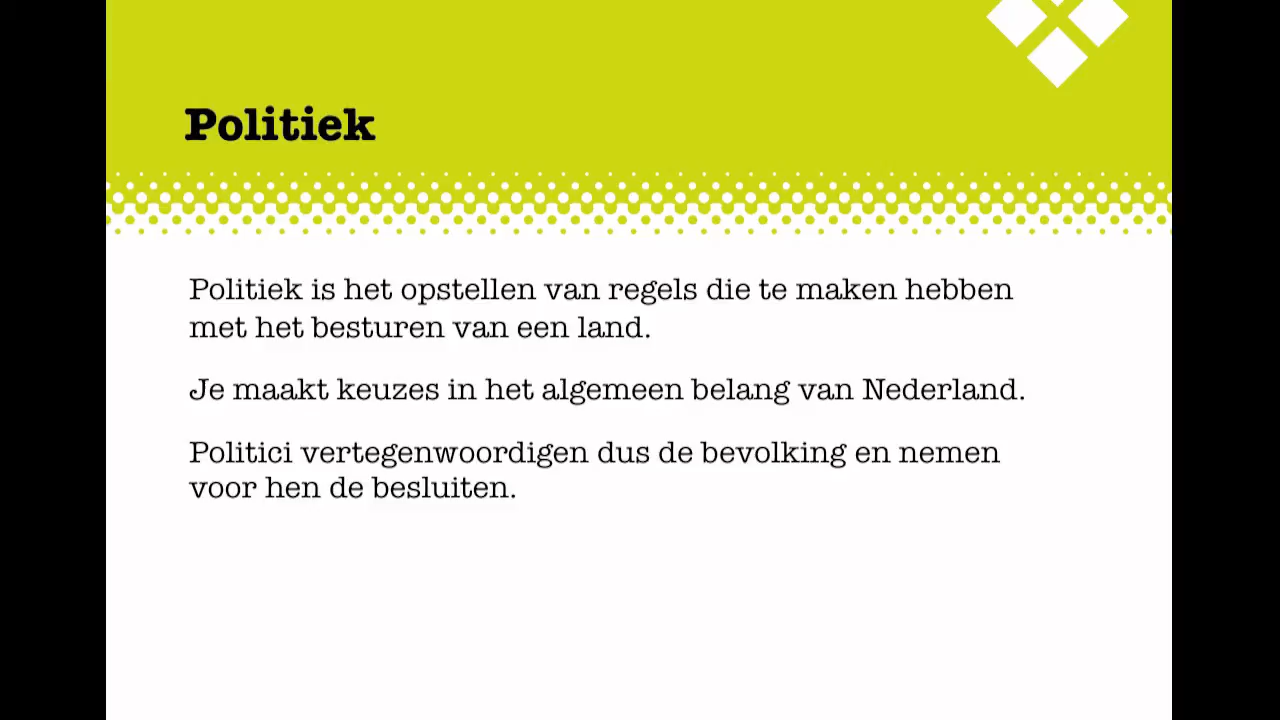 Politiek
Politiek is het opstellen van regels die te maken hebben
met het besturen van een land.
Je maakt keuzes in het algemeen belang van Nederland.
Politici vertegenwoordigen dus de bevolking en nemen
voor hen de besluiten.